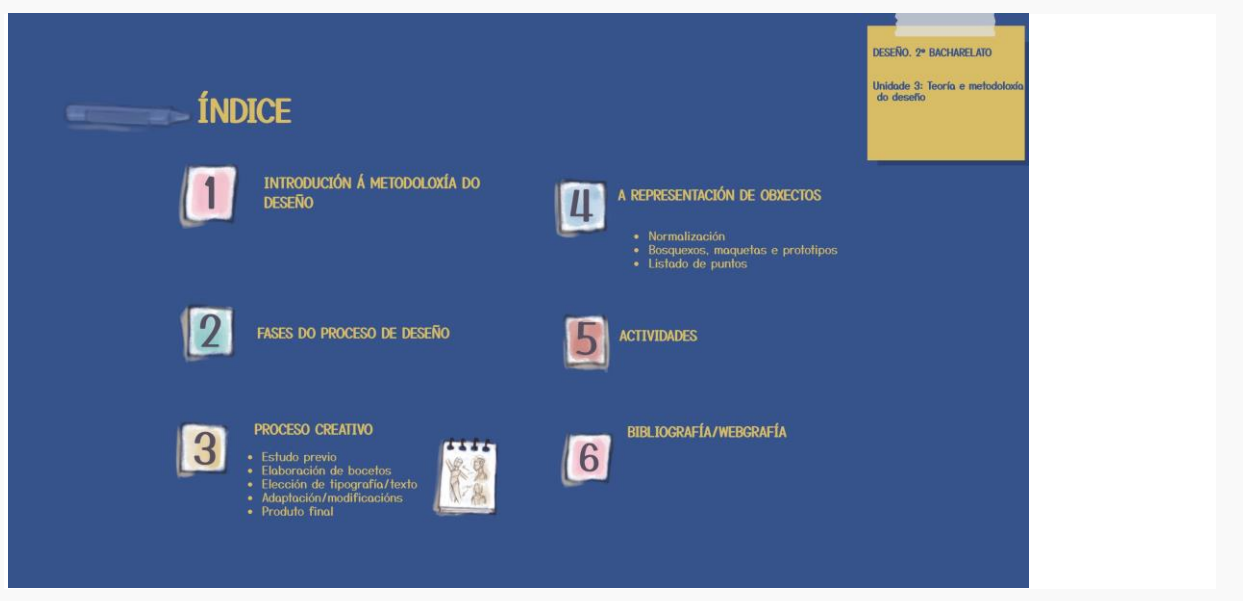 DESEÑO. 2º BACHARELATO
Unidade 3: Teoría e metodoloxía
do deseño
ÍNDICE
1
INTRODUCIÓN Á METODOLOXÍA DO
DESEÑO
2
FASES DO PROCESO DE DESEÑO
3
PROCESO CREATIVO
• Estudo previo
• Elaboración de bocetos
• Elección de tipografía/texto
• Adaptación/modificacións
• Produto final
4
A REPRESENTACIÓN DE OBXECTOS
• Normalización
• Bosquexos, maquetas e prototipos
• Listado de puntos
5
ACTIVIDADES
6
BIBLIOGRAFÍA/WEBGRAFÍA